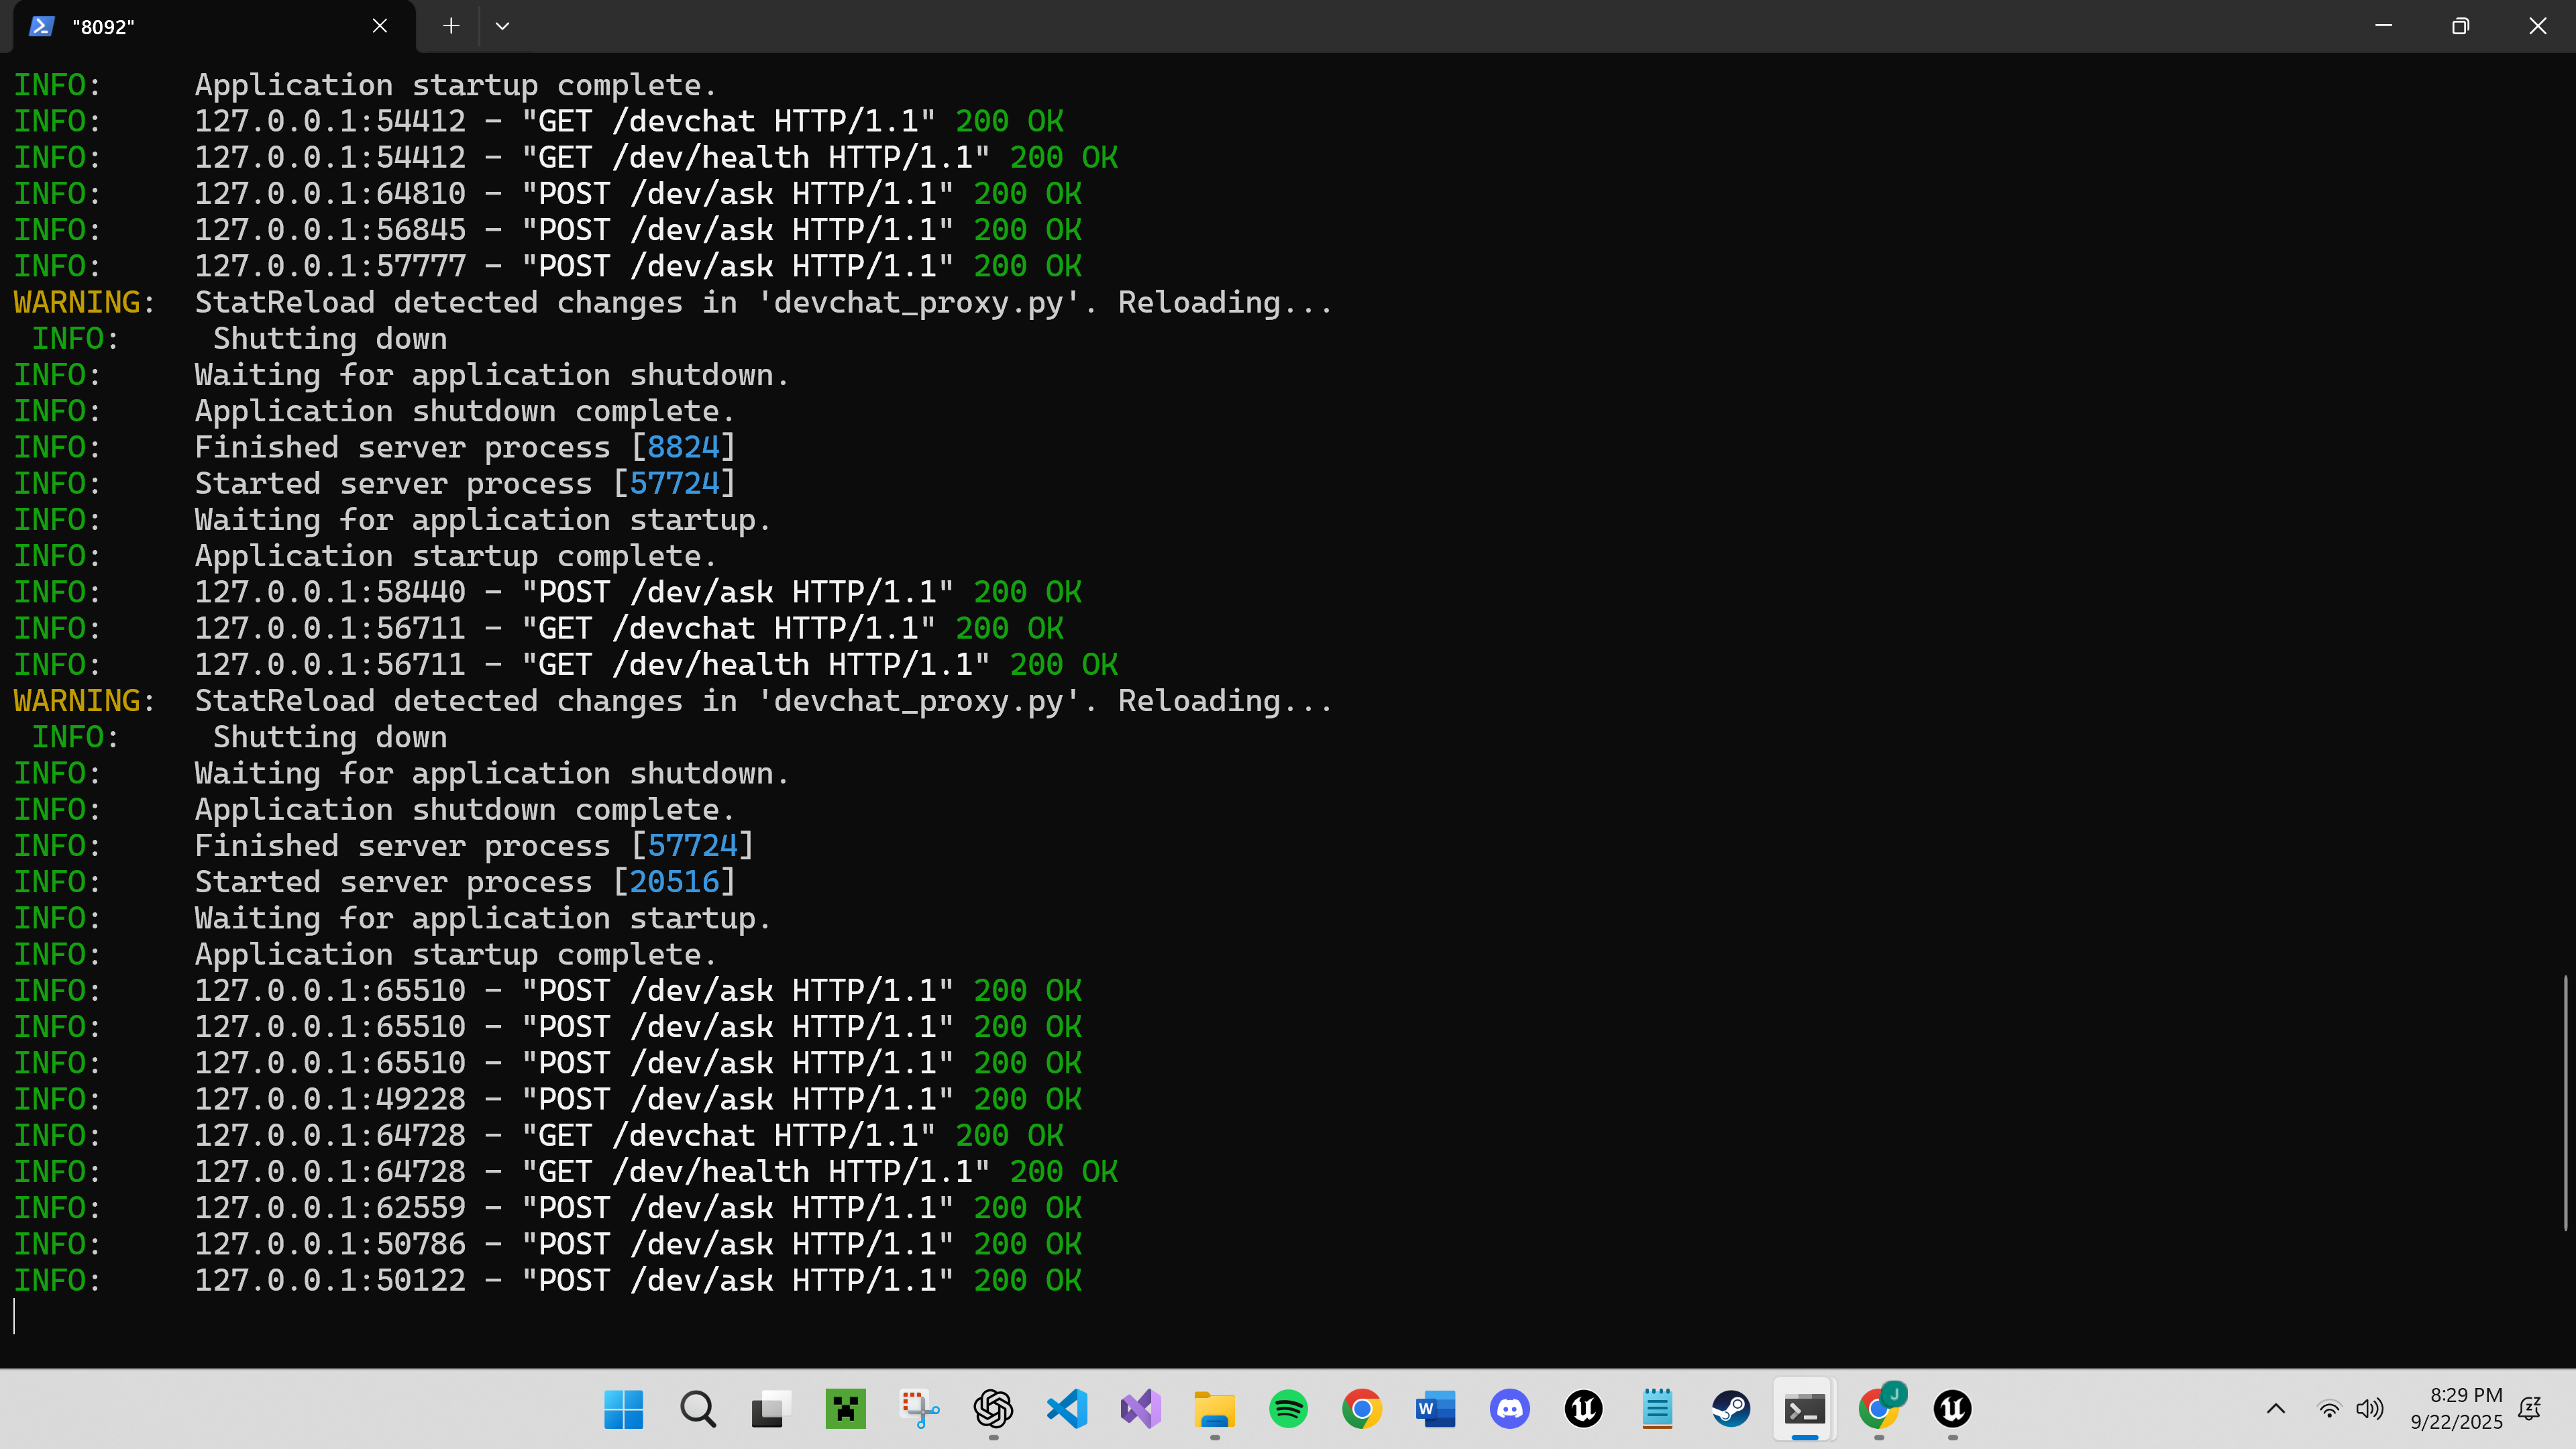 "8092"
INFO:     Application startup complete.
INFO:     127.0.0.1:54412 - "GET /devchat HTTP/1.1" 200 OK
INFO:     127.0.0.1:54412 - "GET /dev/health HTTP/1.1" 200 OK
INFO:     127.0.0.1:64810 - "POST /dev/ask HTTP/1.1" 200 OK
INFO:     127.0.0.1:56845 - "POST /dev/ask HTTP/1.1" 200 OK
INFO:     127.0.0.1:57777 - "POST /dev/ask HTTP/1.1" 200 OK
WARNING:  StatReload detected changes in 'devchat_proxy.py'. Reloading...
 INFO:     Shutting down
INFO:     Waiting for application shutdown.
INFO:     Application shutdown complete.
INFO:     Finished server process [8824]
INFO:     Started server process [57724]
INFO:     Waiting for application startup.
INFO:     Application startup complete.
INFO:     127.0.0.1:58440 - "POST /dev/ask HTTP/1.1" 200 OK
INFO:     127.0.0.1:56711 - "GET /devchat HTTP/1.1" 200 OK
INFO:     127.0.0.1:56711 - "GET /dev/health HTTP/1.1" 200 OK
WARNING:  StatReload detected changes in 'devchat_proxy.py'. Reloading...
 INFO:     Shutting down
INFO:     Waiting for application shutdown.
INFO:     Application shutdown complete.
INFO:     Finished server process [57724]
INFO:     Started server process [20516]
INFO:     Waiting for application startup.
INFO:     Application startup complete.
INFO:     127.0.0.1:65510 - "POST /dev/ask HTTP/1.1" 200 OK
INFO:     127.0.0.1:65510 - "POST /dev/ask HTTP/1.1" 200 OK
INFO:     127.0.0.1:65510 - "POST /dev/ask HTTP/1.1" 200 OK
INFO:     127.0.0.1:49228 - "POST /dev/ask HTTP/1.1" 200 OK
INFO:     127.0.0.1:64728 - "GET /devchat HTTP/1.1" 200 OK
INFO:     127.0.0.1:64728 - "GET /dev/health HTTP/1.1" 200 OK
INFO:     127.0.0.1:62559 - "POST /dev/ask HTTP/1.1" 200 OK
INFO:     127.0.0.1:50786 - "POST /dev/ask HTTP/1.1" 200 OK
INFO:     127.0.0.1:50122 - "POST /dev/ask HTTP/1.1" 200 OK
W
J
8:29 PM
9/22/2025